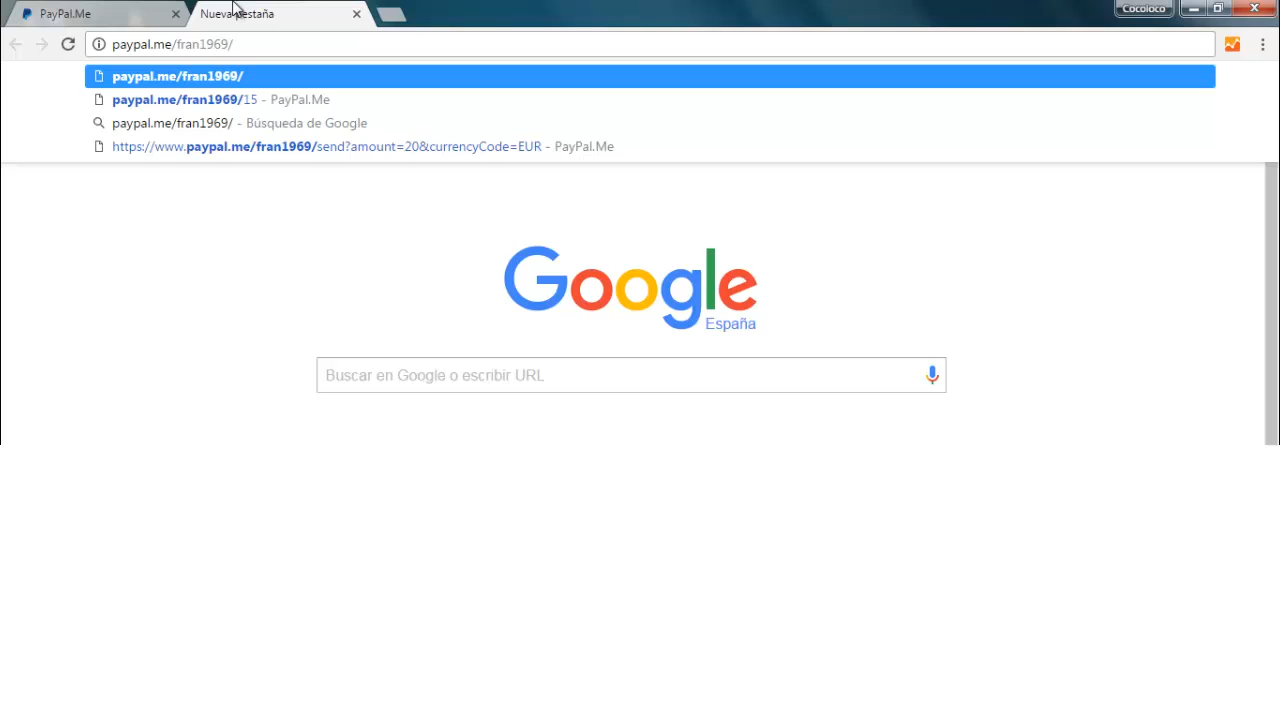 PayPal.Me
Nueva pestaña
Cocoloco
paypal.me/fran1969/
paypal.me/fran1969/
paypal.me/fran1969/15 - PayPal.Me
paypal.me/fran1969/ - Búsqueda de Google
https://www.paypal.me/fran1969/send?amount=20&currencyCode=EUR - PayPal.Me
Google
España
Buscar en Google o escribir URL